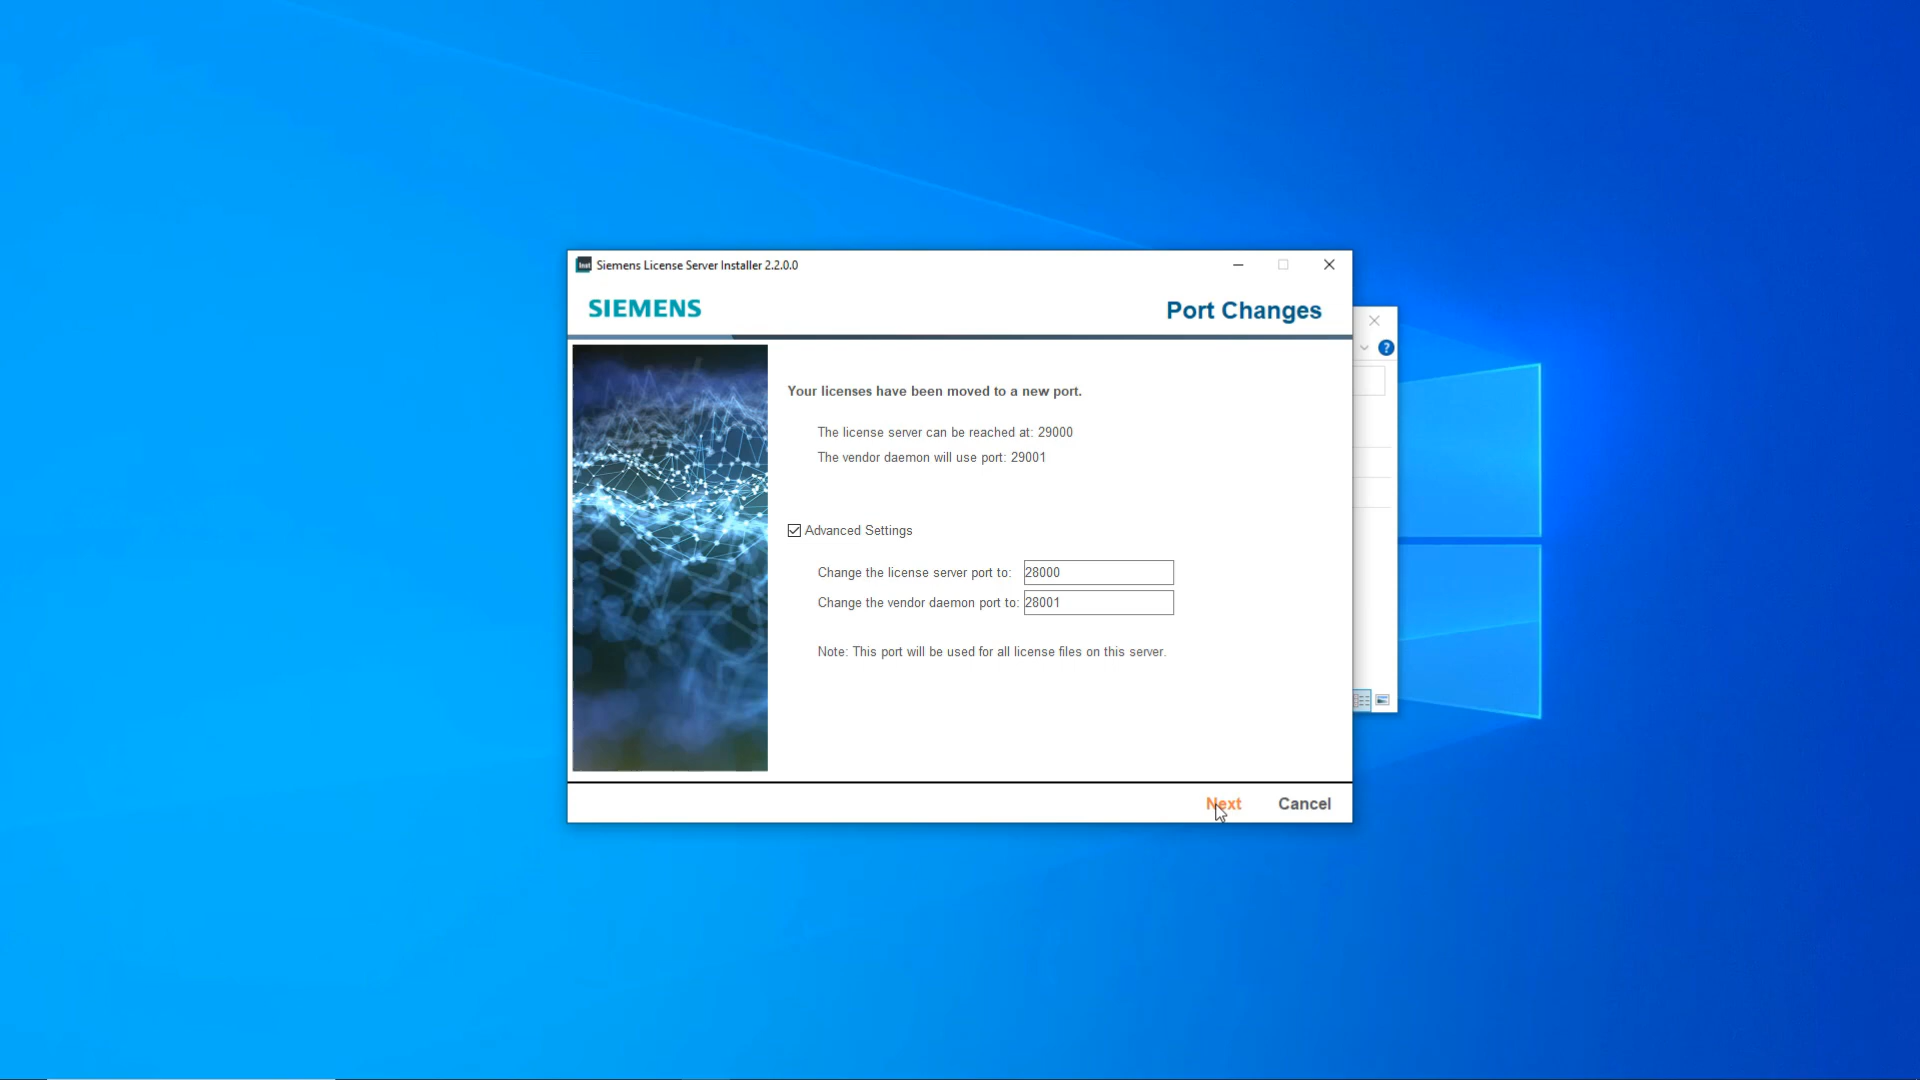 Inst Siemens License Server Installer 2.2.0.0
SIEMENS
Port Changes
?
Your licenses have been moved to a new port.
The license server can be reached at: 29000
The vendor daemon will use port: 29001
Advanced Settings
Change the license server port to: 28000
Change the vendor daemon port to: 28001
Note: This port will be used for all license files on this server.
Next Cancel